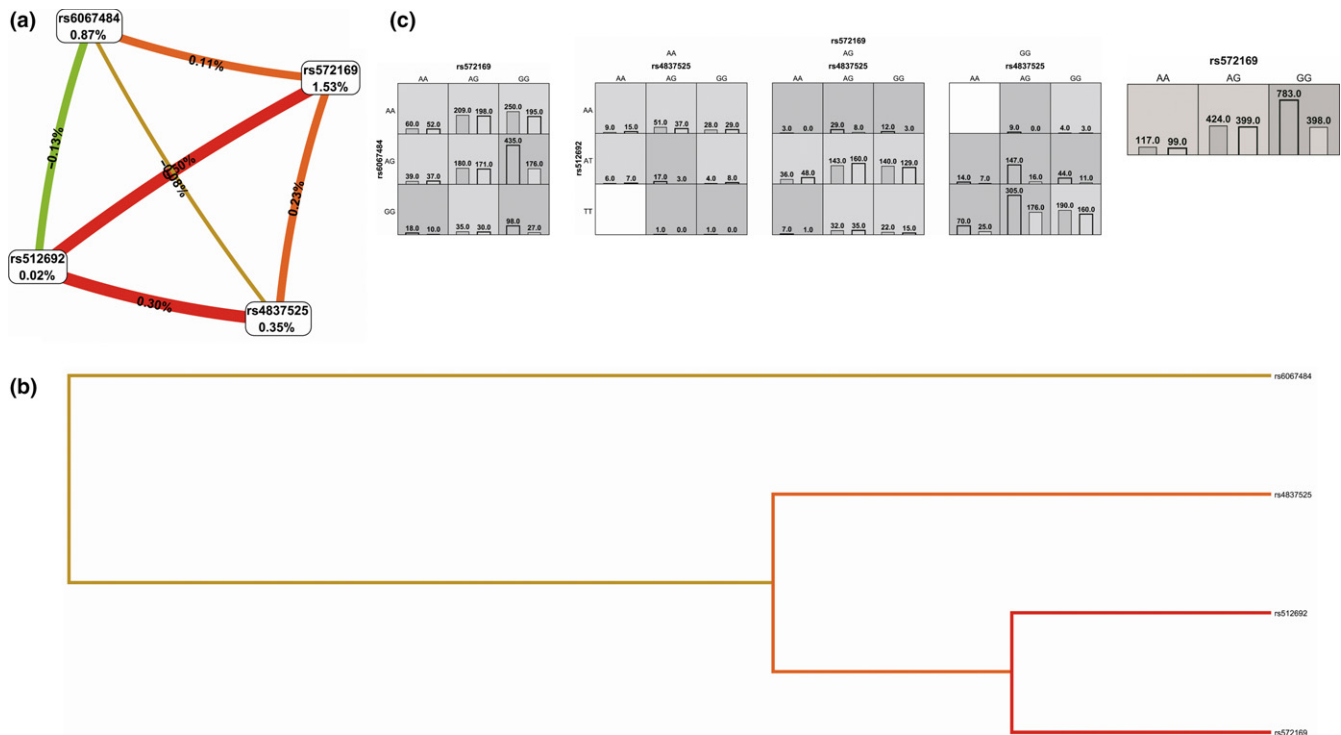 (a)
rs6067484
0.87%
0.11%
rs572169
1.53%
−0.13%
0.50%
0.23%
rs512692
0.02%
0.30%
rs4837525
0.35%
(c)
rs572169
AA AG GG
rs6067484
AA
60.0 52.0 209.0 198.0 250.0 195.0
AG
39.0 37.0 180.0 171.0 435.0 176.0
GG
18.0 10.0 35.0 30.0 98.0 27.0
rs572169
AA AG GG
rs4837525 rs4837525 rs4837525
AA AG GG AA AG GG AA AG GG
rs512692
AA
9.0 15.0 51.0 37.0 28.0 29.0 3.0 0.0 29.0 8.0 12.0 3.0 9.0 0.0 4.0 3.0
AT
6.0 7.0 17.0 3.0 4.0 8.0 36.0 48.0 143.0 160.0 140.0 129.0 14.0 7.0 147.0 16.0 44.0 11.0
TT
1.0 0.0 1.0 0.0 7.0 1.0 32.0 35.0 22.0 15.0 70.0 25.0 305.0 176.0 190.0 160.0
rs572169
AA AG GG
117.0 99.0 424.0 399.0 783.0 398.0
(b)
rs6067484
rs4837525
rs512692
rs572169